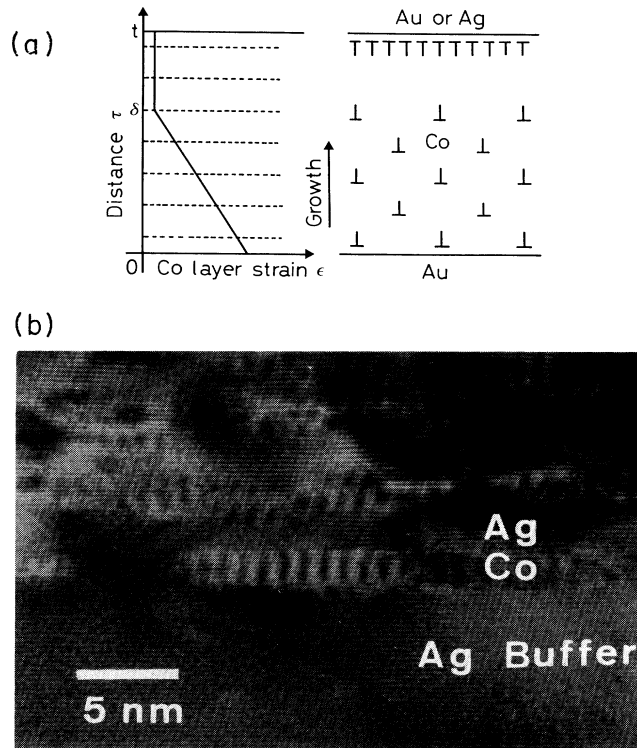 (a)
t
δ
0
Distance τ
Co layer strain ϵ
Au or Ag
Co
Growth
Au
(b)
Ag
Co
Ag Buffer
5 nm